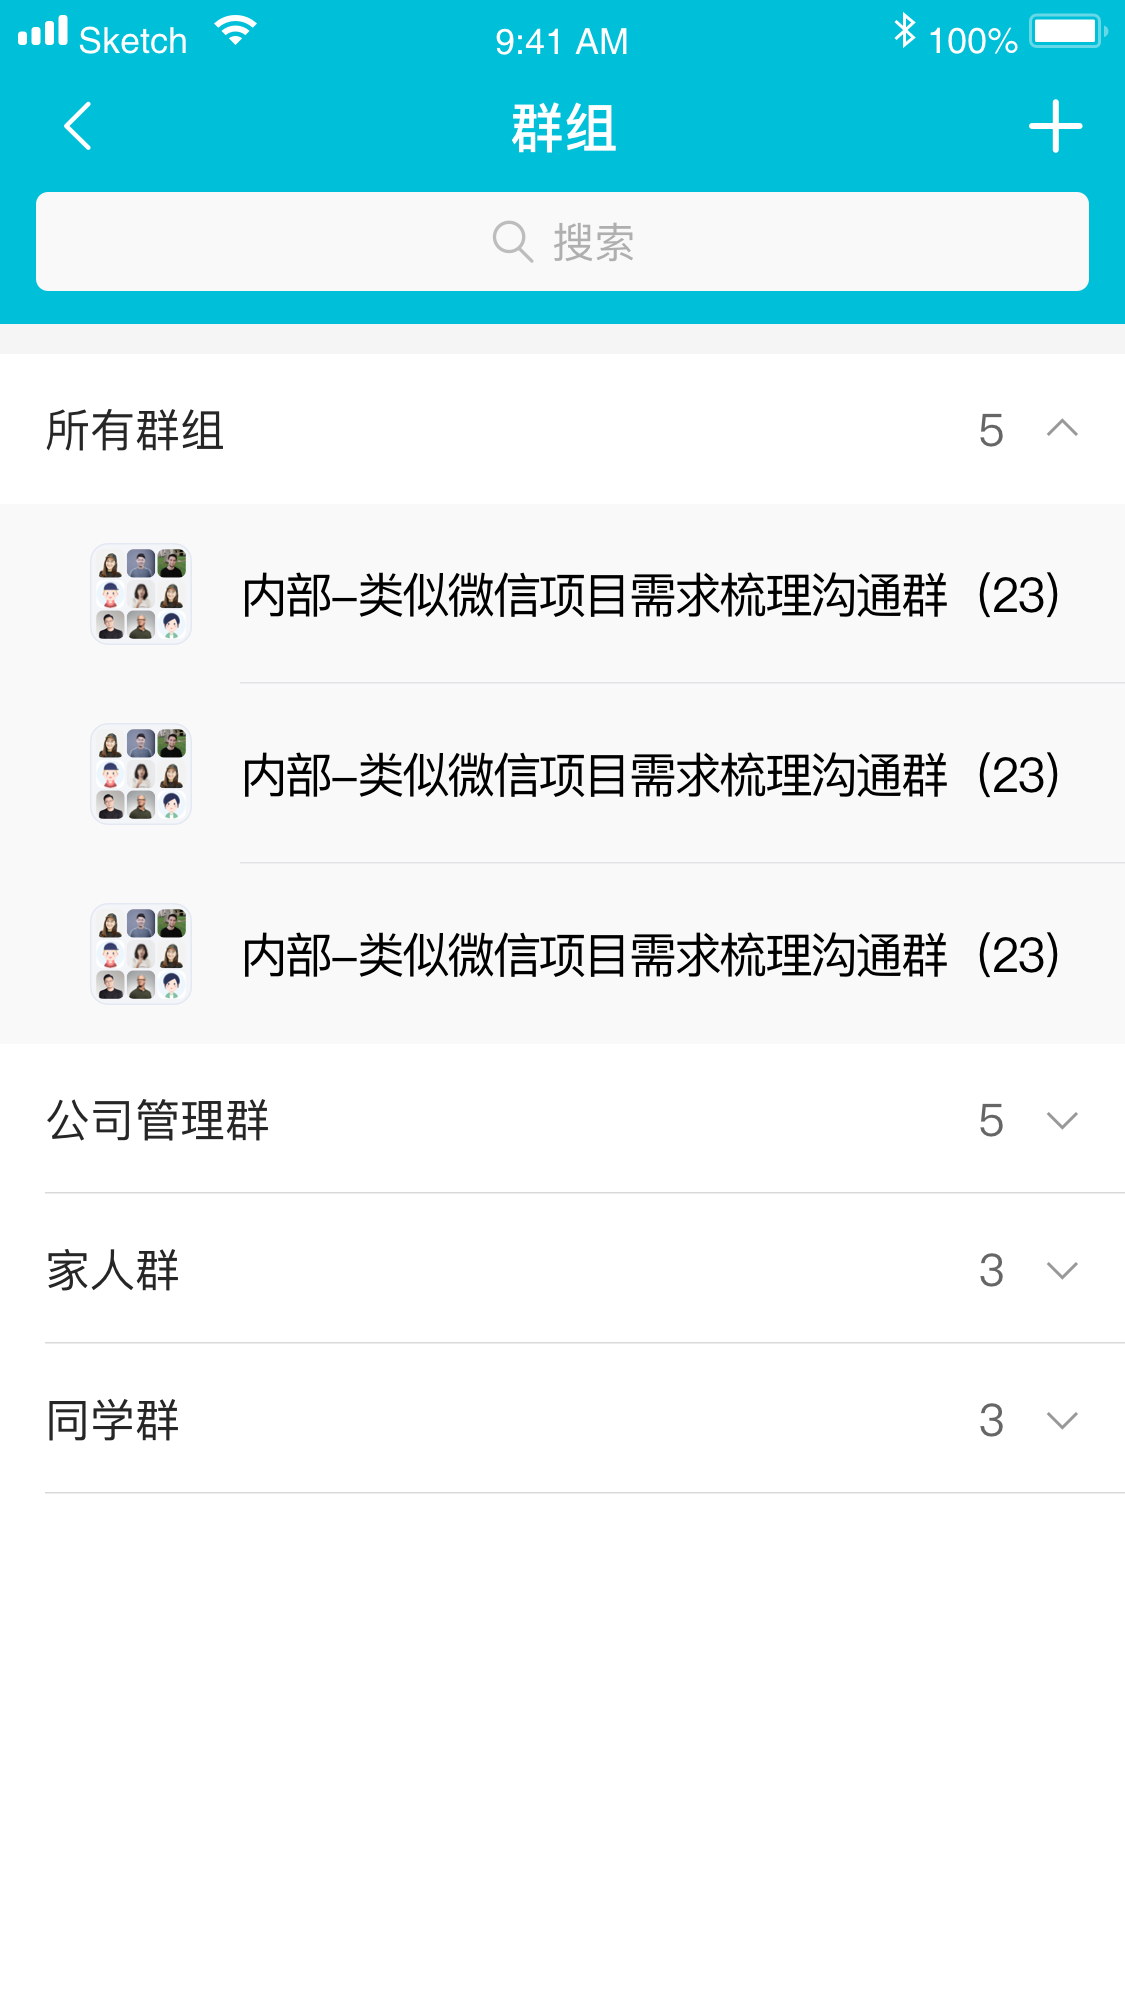 Sketch 9:41 AM 100%
群组
搜索
所有群组 5
内部-类似微信项目需求梳理沟通群（23）
内部-类似微信项目需求梳理沟通群（23）
内部-类似微信项目需求梳理沟通群（23）
公司管理群 5
家人群 3
同学群 3